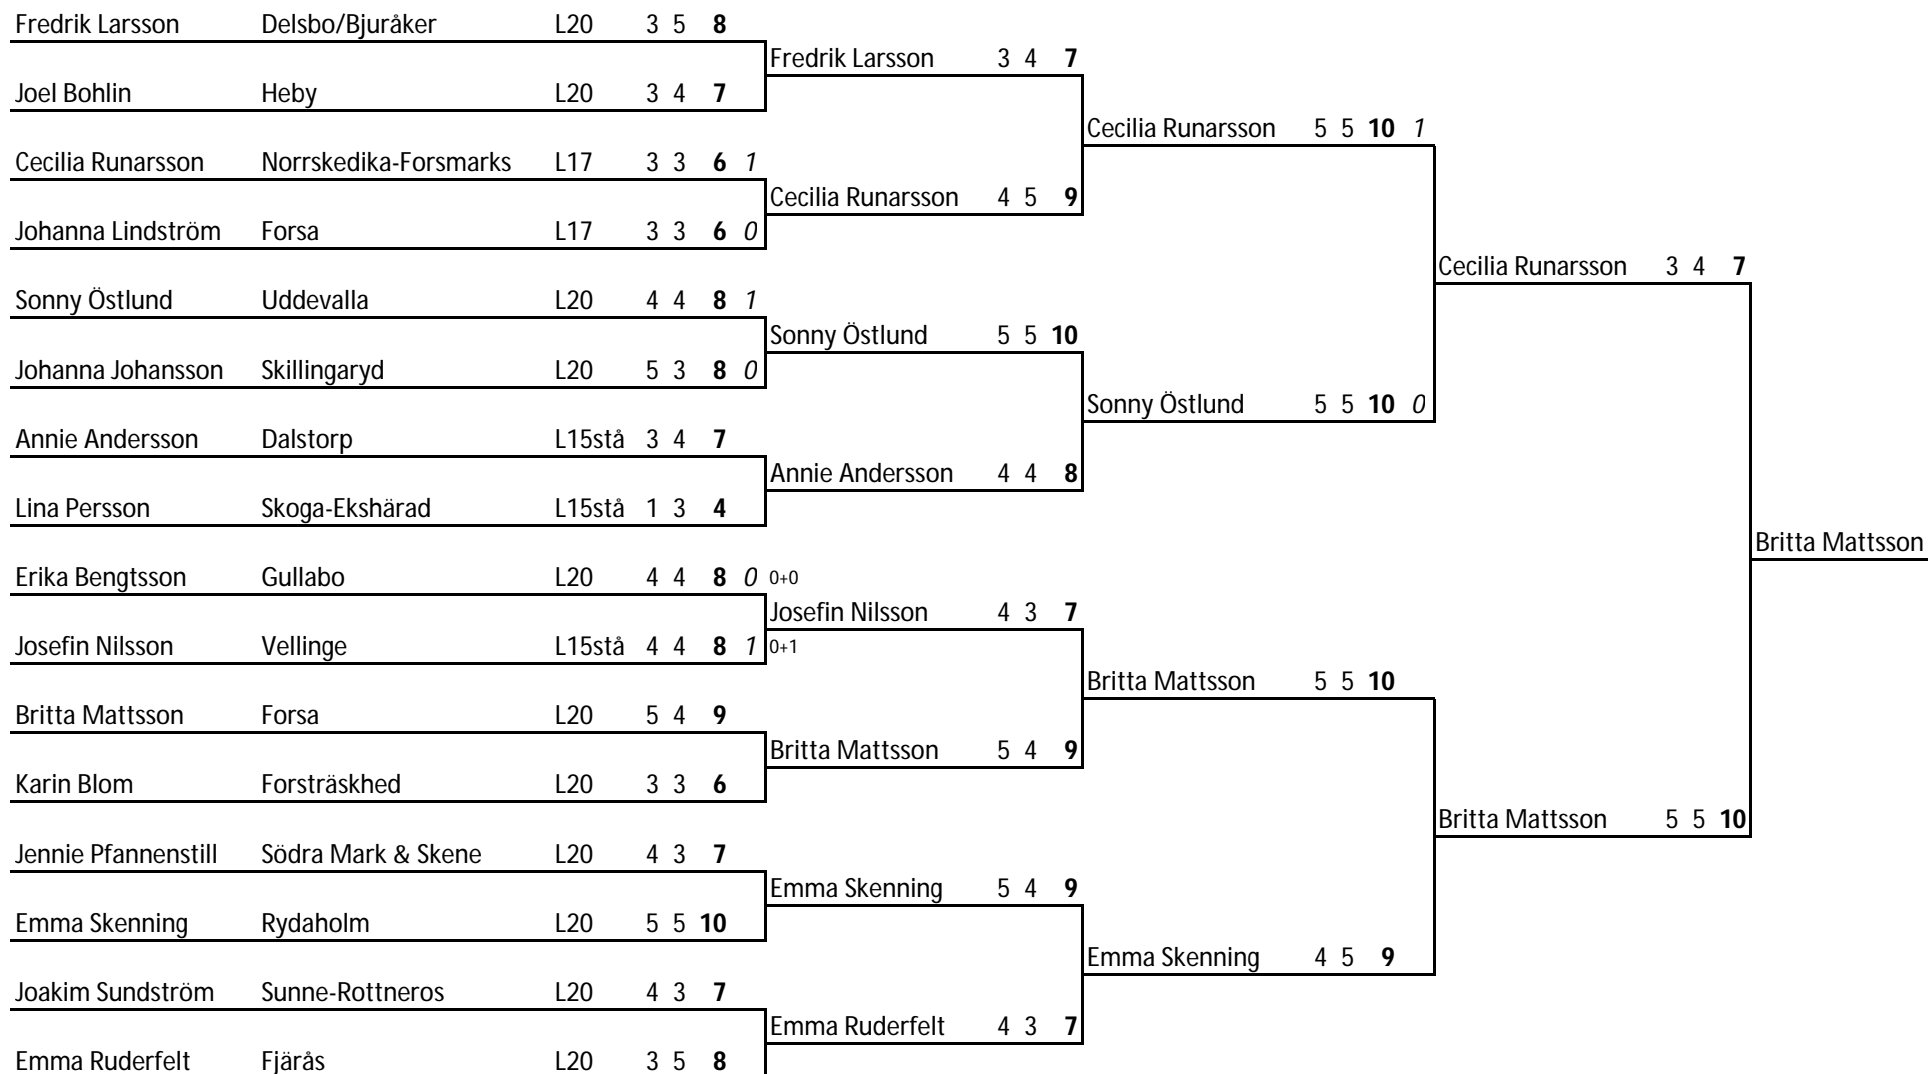 Fredrik Larsson Delsbo/Bjuråker L20 3 5 8
Fredrik Larsson 3 4 7
Joel Bohlin Heby L20 3 4 7
Cecilia Runarsson 5 5 10 1
Cecilia Runarsson Norrskedika-Forsmarks L17 3 3 6 1
Cecilia Runarsson 4 5 9
Johanna Lindström Forsa L17 3 3 6 0
Cecilia Runarsson 3 4 7
Sonny Östlund Uddevalla L20 4 4 8 1
Sonny Östlund 5 5 10
Johanna Johansson Skillingaryd L20 5 3 8 0
Sonny Östlund 5 5 10 0
Annie Andersson Dalstorp L15stå 3 4 7
Annie Andersson 4 4 8
Lina Persson Skoga-Ekshärad L15stå 1 3 4
Britta Mattsson
Erika Bengtsson Gullabo L20 4 4 8 0 0+0
Josefin Nilsson 4 3 7
Josefin Nilsson Vellinge L15stå 4 4 8 1 0+1
Britta Mattsson 5 5 10
Britta Mattsson Forsa L20 5 4 9
Britta Mattsson 5 4 9
Karin Blom Forsträskhed L20 3 3 6
Britta Mattsson 5 5 10
Jennie Pfannenstill Södra Mark & Skene L20 4 3 7
Emma Skenning 5 4 9
Emma Skenning Rydaholm L20 5 5 10
Emma Skenning 4 5 9
Joakim Sundström Sunne-Rottneros L20 4 3 7
Emma Ruderfelt 4 3 7
Emma Ruderfelt Fjärås L20 3 5 8